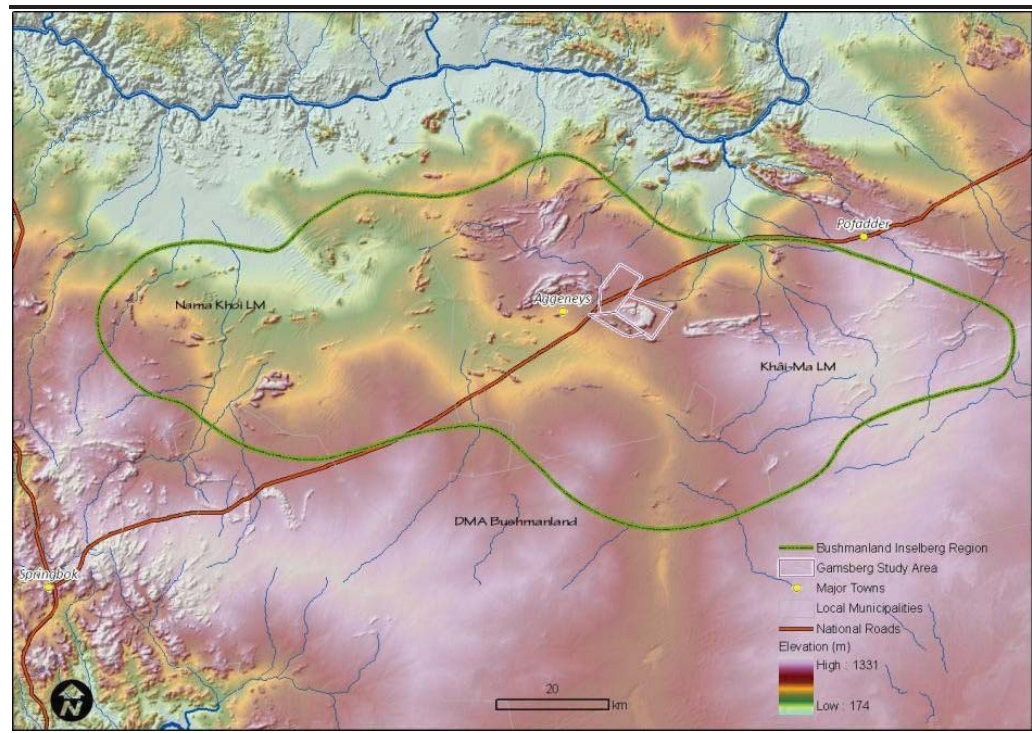 Pofadder
Aggeneys
Nama Khoi LM
Khâi-Ma LM
DMA Bushmanland
Springbok
Bushmanland Inselberg Region
Gamsberg Study Area
Major Towns
Local Municipalities
National Roads
Elevation (m)
High : 1331
Low : 174
20
km
N